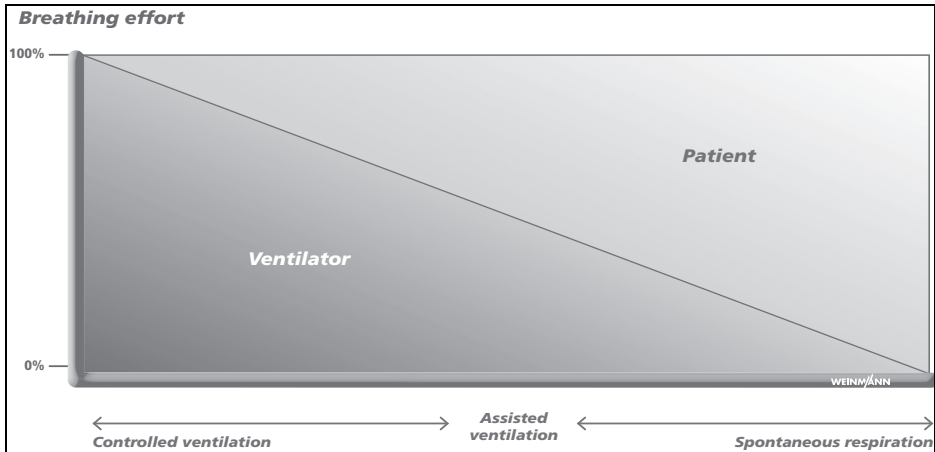 Breathing effort
100%
Patient
Ventilator
0%
WEINMANN
Assisted
ventilation
Controlled ventilation
Spontaneous respiration